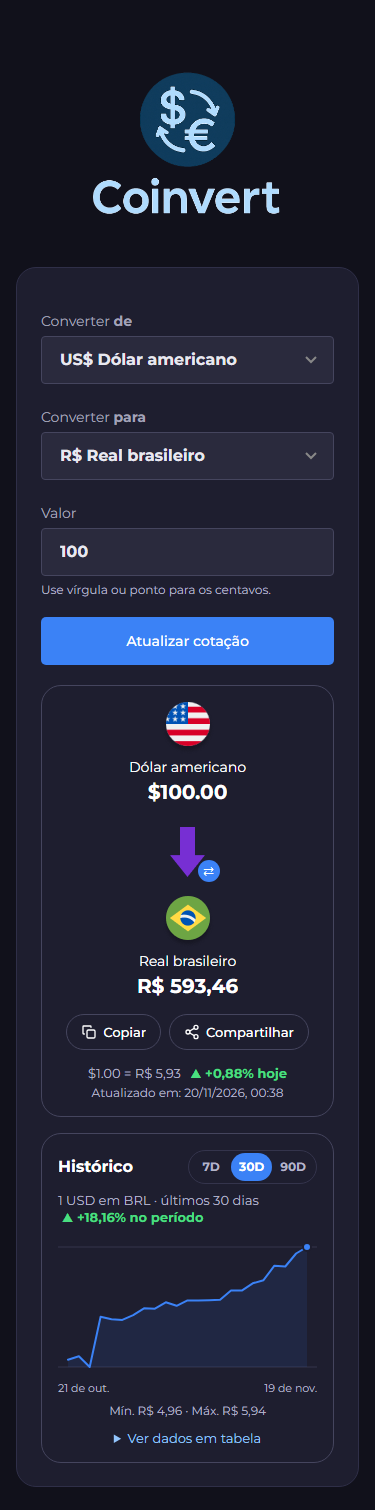 $
€
Coinvert
Converter de
US$ Dólar americano
Converter para
R$ Real brasileiro
Valor
100
Use vírgula ou ponto para os centavos.
Atualizar cotação
Dólar americano
$100.00
Real brasileiro
R$ 593,46
Copiar Compartilhar
$1.00 = R$ 5,93 ▲ +0,88% hoje
Atualizado em: 20/11/2026, 00:38
Histórico 7D 30D 90D
1 USD em BRL · últimos 30 dias
▲ +18,16% no período
21 de out. 19 de nov.
Mín. R$ 4,96 · Máx. R$ 5,94
▶ Ver dados em tabela